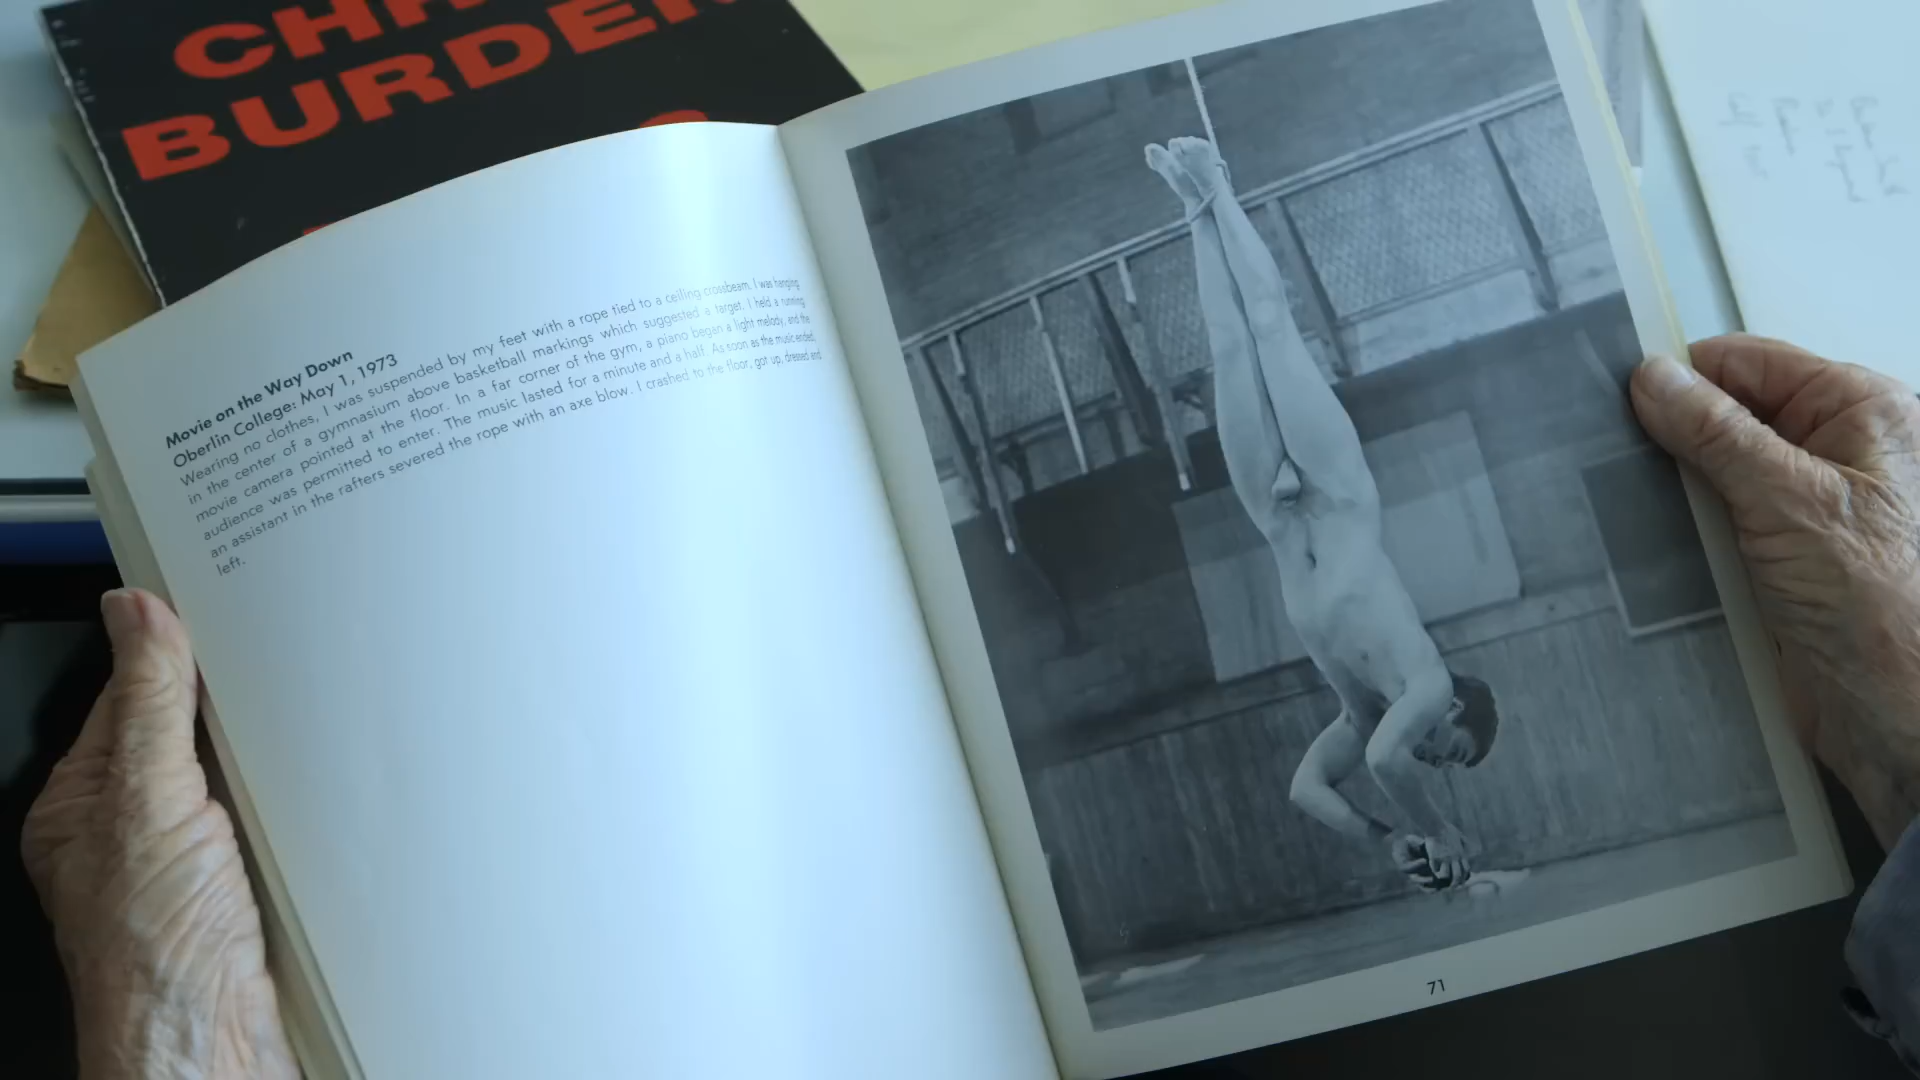 BURDEN
Movie on the Way Down
Oberlin College: May 1, 1973
Wearing no clothes, I was suspended by my feet with a rope tied to a ceiling crossbeam. I was hanging
in the center of a gymnasium above basketball markings which suggested a target. I held a running
movie camera pointed at the floor. In a far corner of the gym, a piano began a light melody, and the
audience was permitted to enter. The music lasted for a minute and a half. As soon as the music ended,
an assistant in the rafters severed the rope with an axe blow. I crashed to the floor, got up, dressed and
left.
71